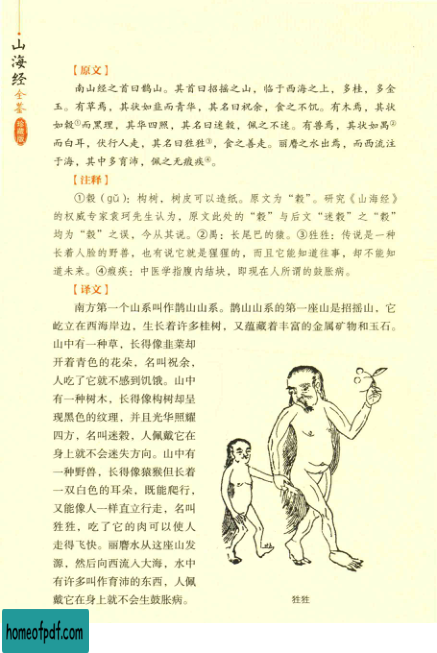 山海经全鉴
珍藏版
【原文】
南山经之首曰鹊山。其首曰招摇之山，临于西海之上，多桂，多金
玉。有草焉，其状如韭而青华，其名曰祝余，食之不饥。有木焉，其状
如榖①而黑理，其华四照，其名曰迷榖，佩之不迷。有兽焉，其状如禺②
而白耳，伏行人走，其名曰狌狌③，食之善走。丽麂之水出焉，而西流注
于海，其中多育沛，佩之无瘕疾④。
【注释】
①榖（gǔ）：构树，树皮可以造纸。原文为“榖”。研究《山海经》
的权威专家袁珂先生认为，原文此处的“榖”与后文“迷榖”之“榖”
均为“榖”之误，今从其说。②禺：长尾巴的猿。③狌狌：传说是一种
长着人脸的野兽，也有说它就是猩猩的，而且它能知道往事，却不能知
道未来。④瘕疾：中医学指腹内结块，即现在人所谓的鼓胀病。
【译文】
南方第一个山系叫作鹊山山系。鹊山山系的第一座山是招摇山，它
屹立在西海岸边，生长着许多桂树，又蕴藏着丰富的金属矿物和玉石。
山中有一种草，长得像韭菜却
开着青色的花朵，名叫祝余，
人吃了它就不感到饥饿。山中
有一种树木，长得像构树却呈
现黑色的纹理，并且光华照耀
四方，名叫迷榖，人佩戴它在
身上就不会迷失方向。山中有
一种野兽，长得像猿猴但长着
一双白色的耳朵，既能爬行，
又能像人一样直立行走，名叫
狌狌，吃了它的肉可以使人
走得飞快。丽麂水从这座山发
源，然后向西流入大海，水中
有许多叫作育沛的东西，人佩
戴它在身上就不会生鼓胀病。
狌狌
homeofpdf.com